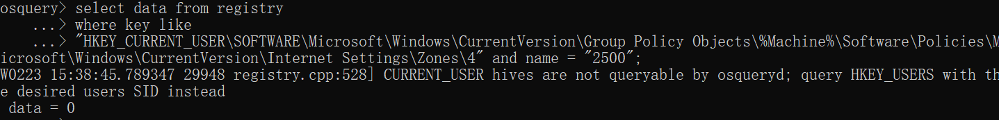 osquery> select data from registry
...> where key like
...> "HKEY_CURRENT_USER\SOFTWARE\Microsoft\Windows\CurrentVersion\Group Policy Objects\%Machine%\Software\Policies\M
icrosoft\Windows\CurrentVersion\Internet Settings\Zones\4" and name = "2500";
W0223 15:38:45.789347 29948 registry.cpp:528] CURRENT_USER hives are not queryable by osqueryd; query HKEY_USERS with th
e desired users SID instead
data = 0